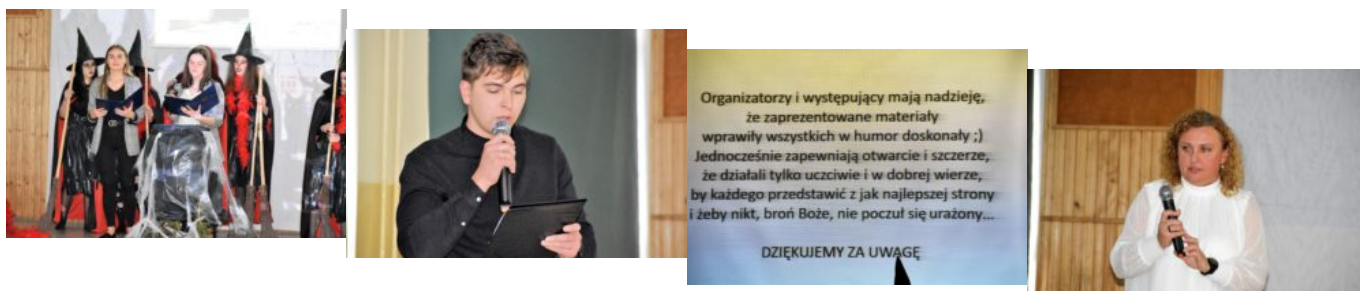 Organizatorzy i występujący mają nadzieję,
że zaprezentowane materiały
wprawiły wszystkich w humor doskonały ;)
Jednocześnie zapewniają otwarcie i szczerze,
że działali tylko uczciwie i w dobrej wierze,
by każdego przedstawić z jak najlepszej strony
i żeby nikt, broń Boże, nie poczuł się urażony...
DZIĘKUJEMY ZA UWAGĘ